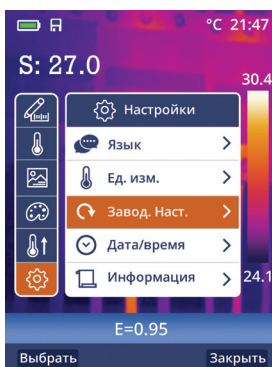 °C 21:47
S: 27.0
30.4
Настройки
Язык
Ед. изм.
Завод. Наст.
Дата/время
Информация
24.1
E=0.95
Выбрать Закрыть